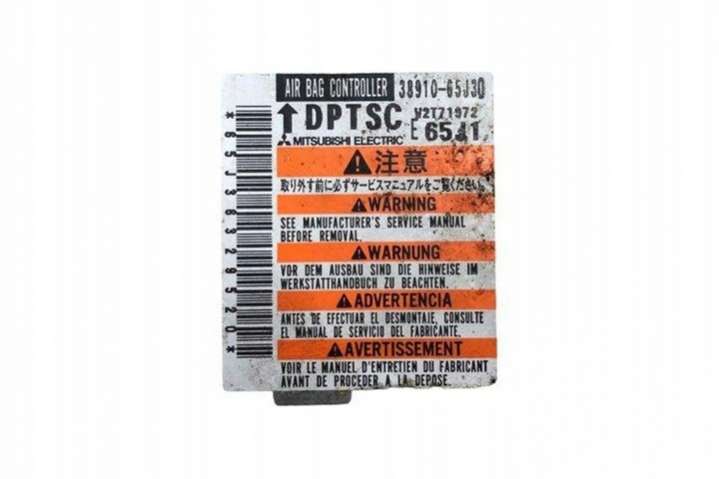 AIR BAG CONTROLLER 38910-65J30
↑DPTSC W2T71972
E 65J1
MITSUBISHI ELECTRIC
⚠注意
取り外す前に必ずサービスマニュアルをご覧ください。
⚠WARNING
SEE MANUFACTURER'S SERVICE MANUAL
BEFORE REMOVAL.
⚠WARNUNG
VOR DEM AUSBAU SIND DIE HINWEISE IM
WERKSTATTHANDBUCH ZU BEACHTEN.
⚠ADVERTENCIA
ANTES DE EFECTUAR EL DESMONTAJE, CONSULTE
EL MANUAL DE SERVICIO DEL FABRICANTE.
⚠AVERTISSEMENT
VOIR LE MANUEL D'ENTRETIEN DU FABRICANT
AVANT DE PROCEDER A LA DEPOSE.
*65J36329520*